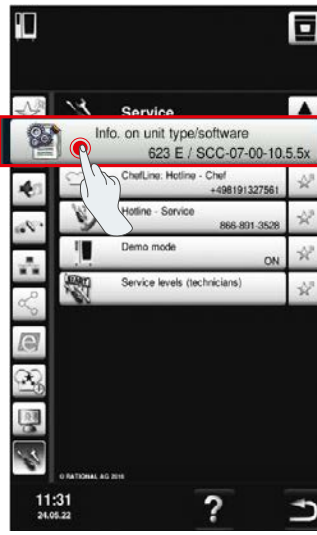 Service
Info. on unit type/software
623 E / SCC-07-00-10.5.5x
ChefLine: Hotline - Chef
+498191327561
Hotline - Service
866-891-3528
Demo mode
ON
START
Service levels (technicians)
© RATIONAL AG 2016
11:31
24.05.22
?